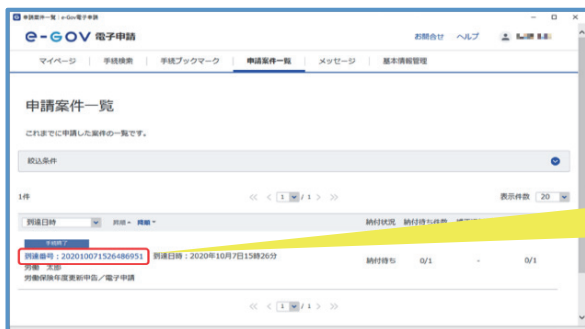 申請案件一覧 | e-Gov電子申請
e-GOV 電子申請
お問合せ ヘルプ
マイページ 手続検索 手続ブックマーク 申請案件一覧 メッセージ 基本情報管理
申請案件一覧
これまでに申請した案件の一覧です。
絞込条件
1件 << < 1 / 1 > >> 表示件数 20
到達日時 昇順 降順 納付状況 納付待ち件数
手続終了
到達番号：202010071526486951 到達日時：2020年10月7日15時26分
労働 太郎 納付待ち 0/1 - 0/1
労働保険年度更新申告／電子申請
<< < 1 / 1 > >>